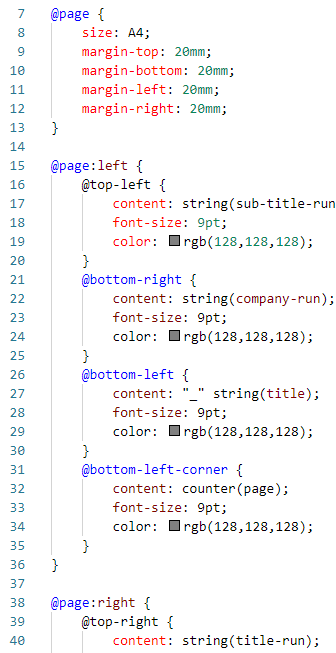 7 @page {
8 size: A4;
9 margin-top: 20mm;
10 margin-bottom: 20mm;
11 margin-left: 20mm;
12 margin-right: 20mm;
13 }
14
15 @page:left {
16 @top-left {
17 content: string(sub-title-run
18 font-size: 9pt;
19 color: rgb(128,128,128);
20 }
21 @bottom-right {
22 content: string(company-run);
23 font-size: 9pt;
24 color: rgb(128,128,128);
25 }
26 @bottom-left {
27 content: "_" string(title);
28 font-size: 9pt;
29 color: rgb(128,128,128);
30 }
31 @bottom-left-corner {
32 content: counter(page);
33 font-size: 9pt;
34 color: rgb(128,128,128);
35 }
36 }
37
38 @page:right {
39 @top-right {
40 content: string(title-run);